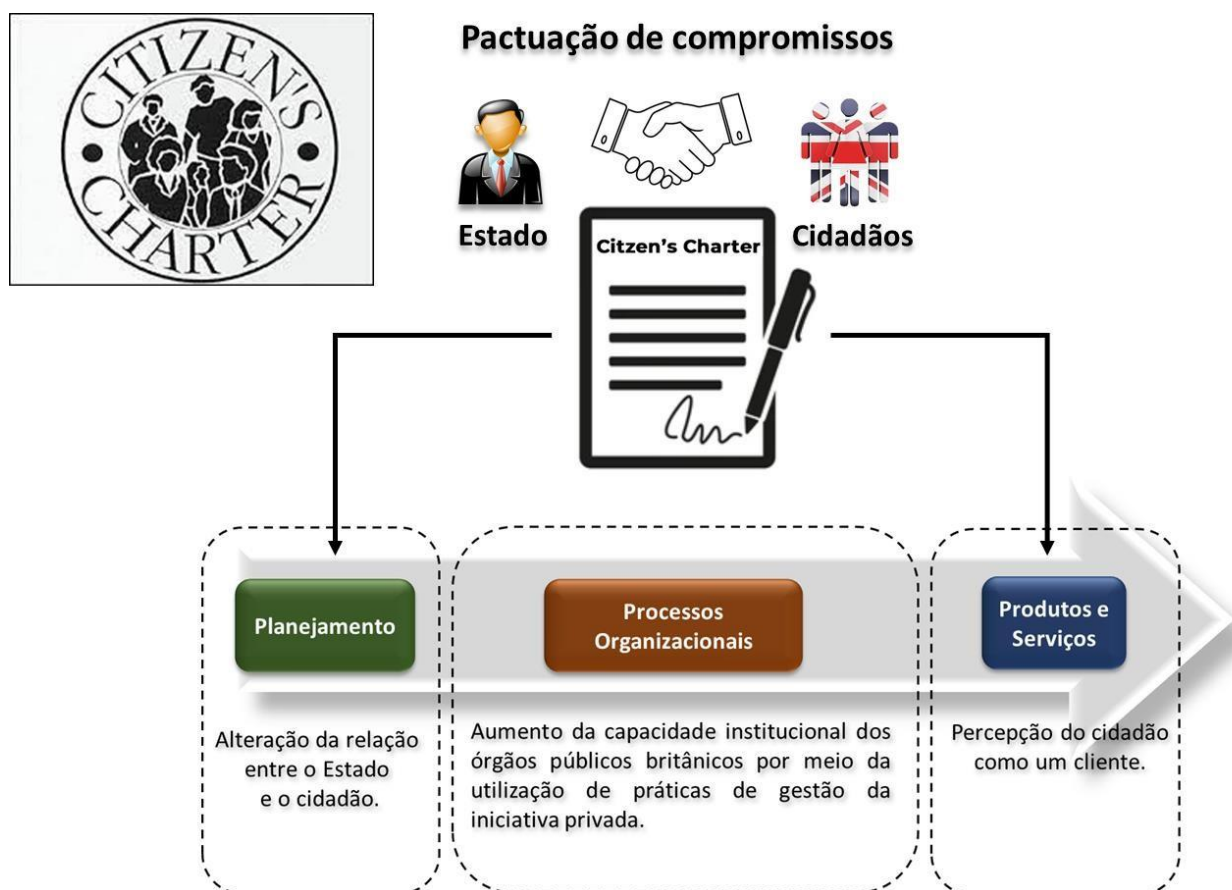 CITIZEN'S
CHARTER
Pactuação de compromissos
Estado
Cidadãos
Citzen's Charter
Planejamento
Processos
Organizacionais
Produtos e
Serviços
Alteração da relação
entre o Estado
e o cidadão.
Aumento da capacidade institucional dos
órgãos públicos britânicos por meio da
utilização de práticas de gestão da
iniciativa privada.
Percepção do cidadão
como um cliente.